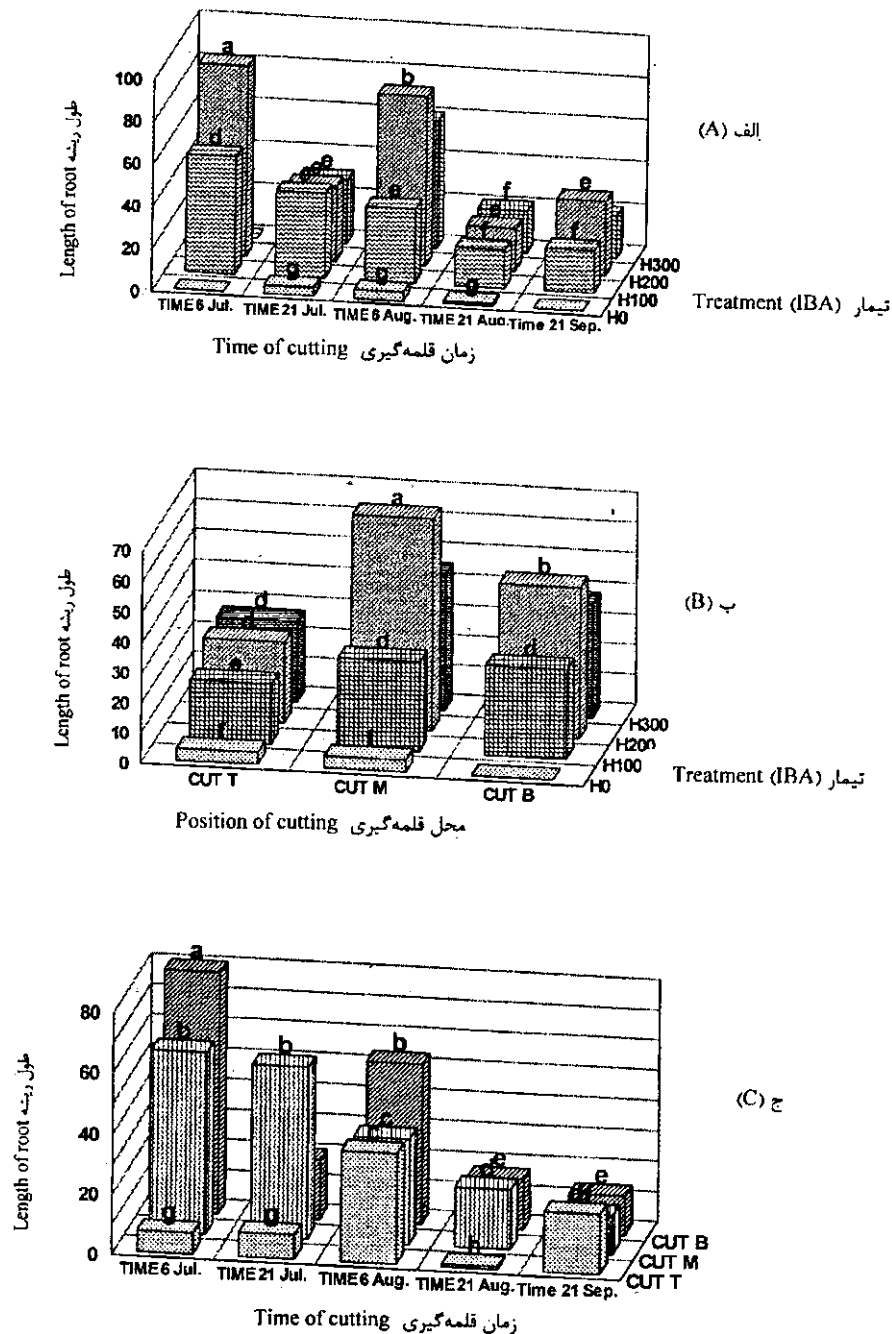 الف (A)
طول ریشه Length of root
100
80
60
40
20
0
a
d
e
e
e
g
b
e
g
f
e
f
g
e
f
H300
H200
H100
H0
TIME 6 Jul. TIME 21 Jul. TIME 6 Aug. TIME 21 Aug. Time 21 Sep.
Treatment (IBA) تیمار
Time of cutting زمان قلمه‌گیری
ب (B)
طول ریشه Length of root
70
60
50
40
30
20
10
0
d
d
e
f
a
d
f
b
d
H300
H200
H100
H0
CUT T CUT M CUT B
Treatment (IBA) تیمار
Position of cutting محل قلمه‌گیری
ج (C)
طول ریشه Length of root
80
60
40
20
0
a
b
g
b
g
b
c
e
d
h
e
CUT B
CUT M
CUT T
TIME 6 Jul. TIME 21 Jul. TIME 6 Aug. TIME 21 Aug. Time 21 Sep.
Time of cutting زمان قلمه‌گیری